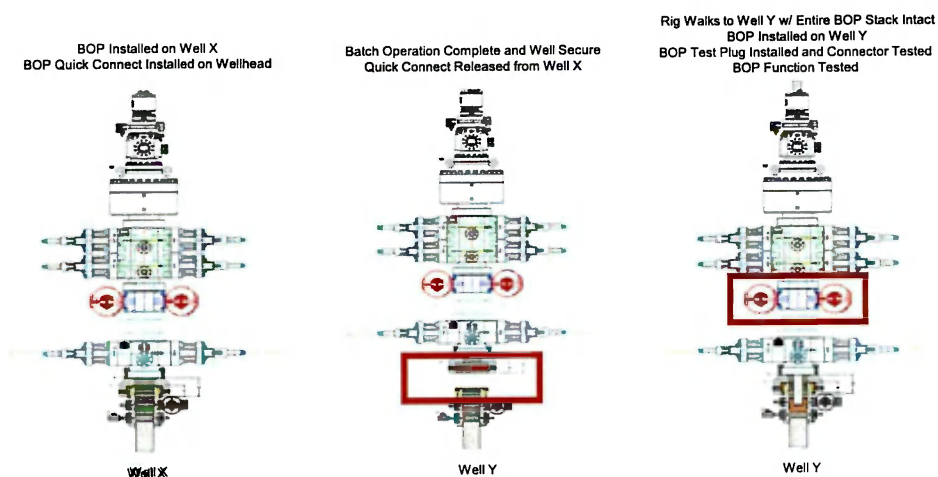 BOP Installed on Well X
BOP Quick Connect Installed on Wellhead
Batch Operation Complete and Well Secure
Quick Connect Released from Well X
Rig Walks to Well Y w/ Entire BOP Stack Intact
BOP Installed on Well Y
BOP Test Plug Installed and Connector Tested
BOP Function Tested
Well X
Well Y
Well Y